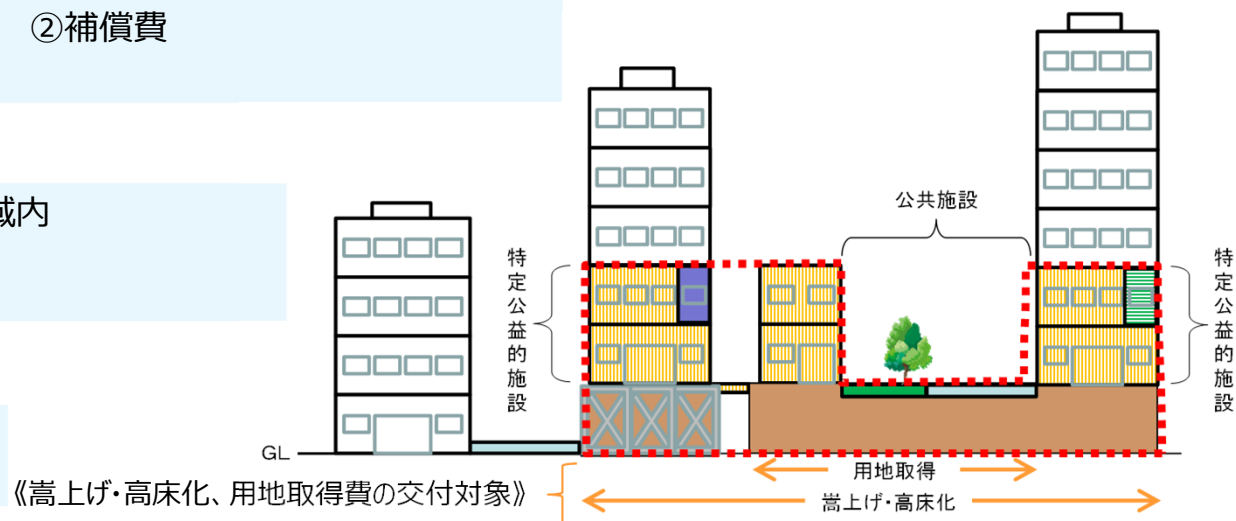 ②補償費
域内
公共施設
特定公益的施設
特定公益的施設
GL
用地取得
《嵩上げ・高床化、用地取得費の交付対象》
嵩上げ・高床化